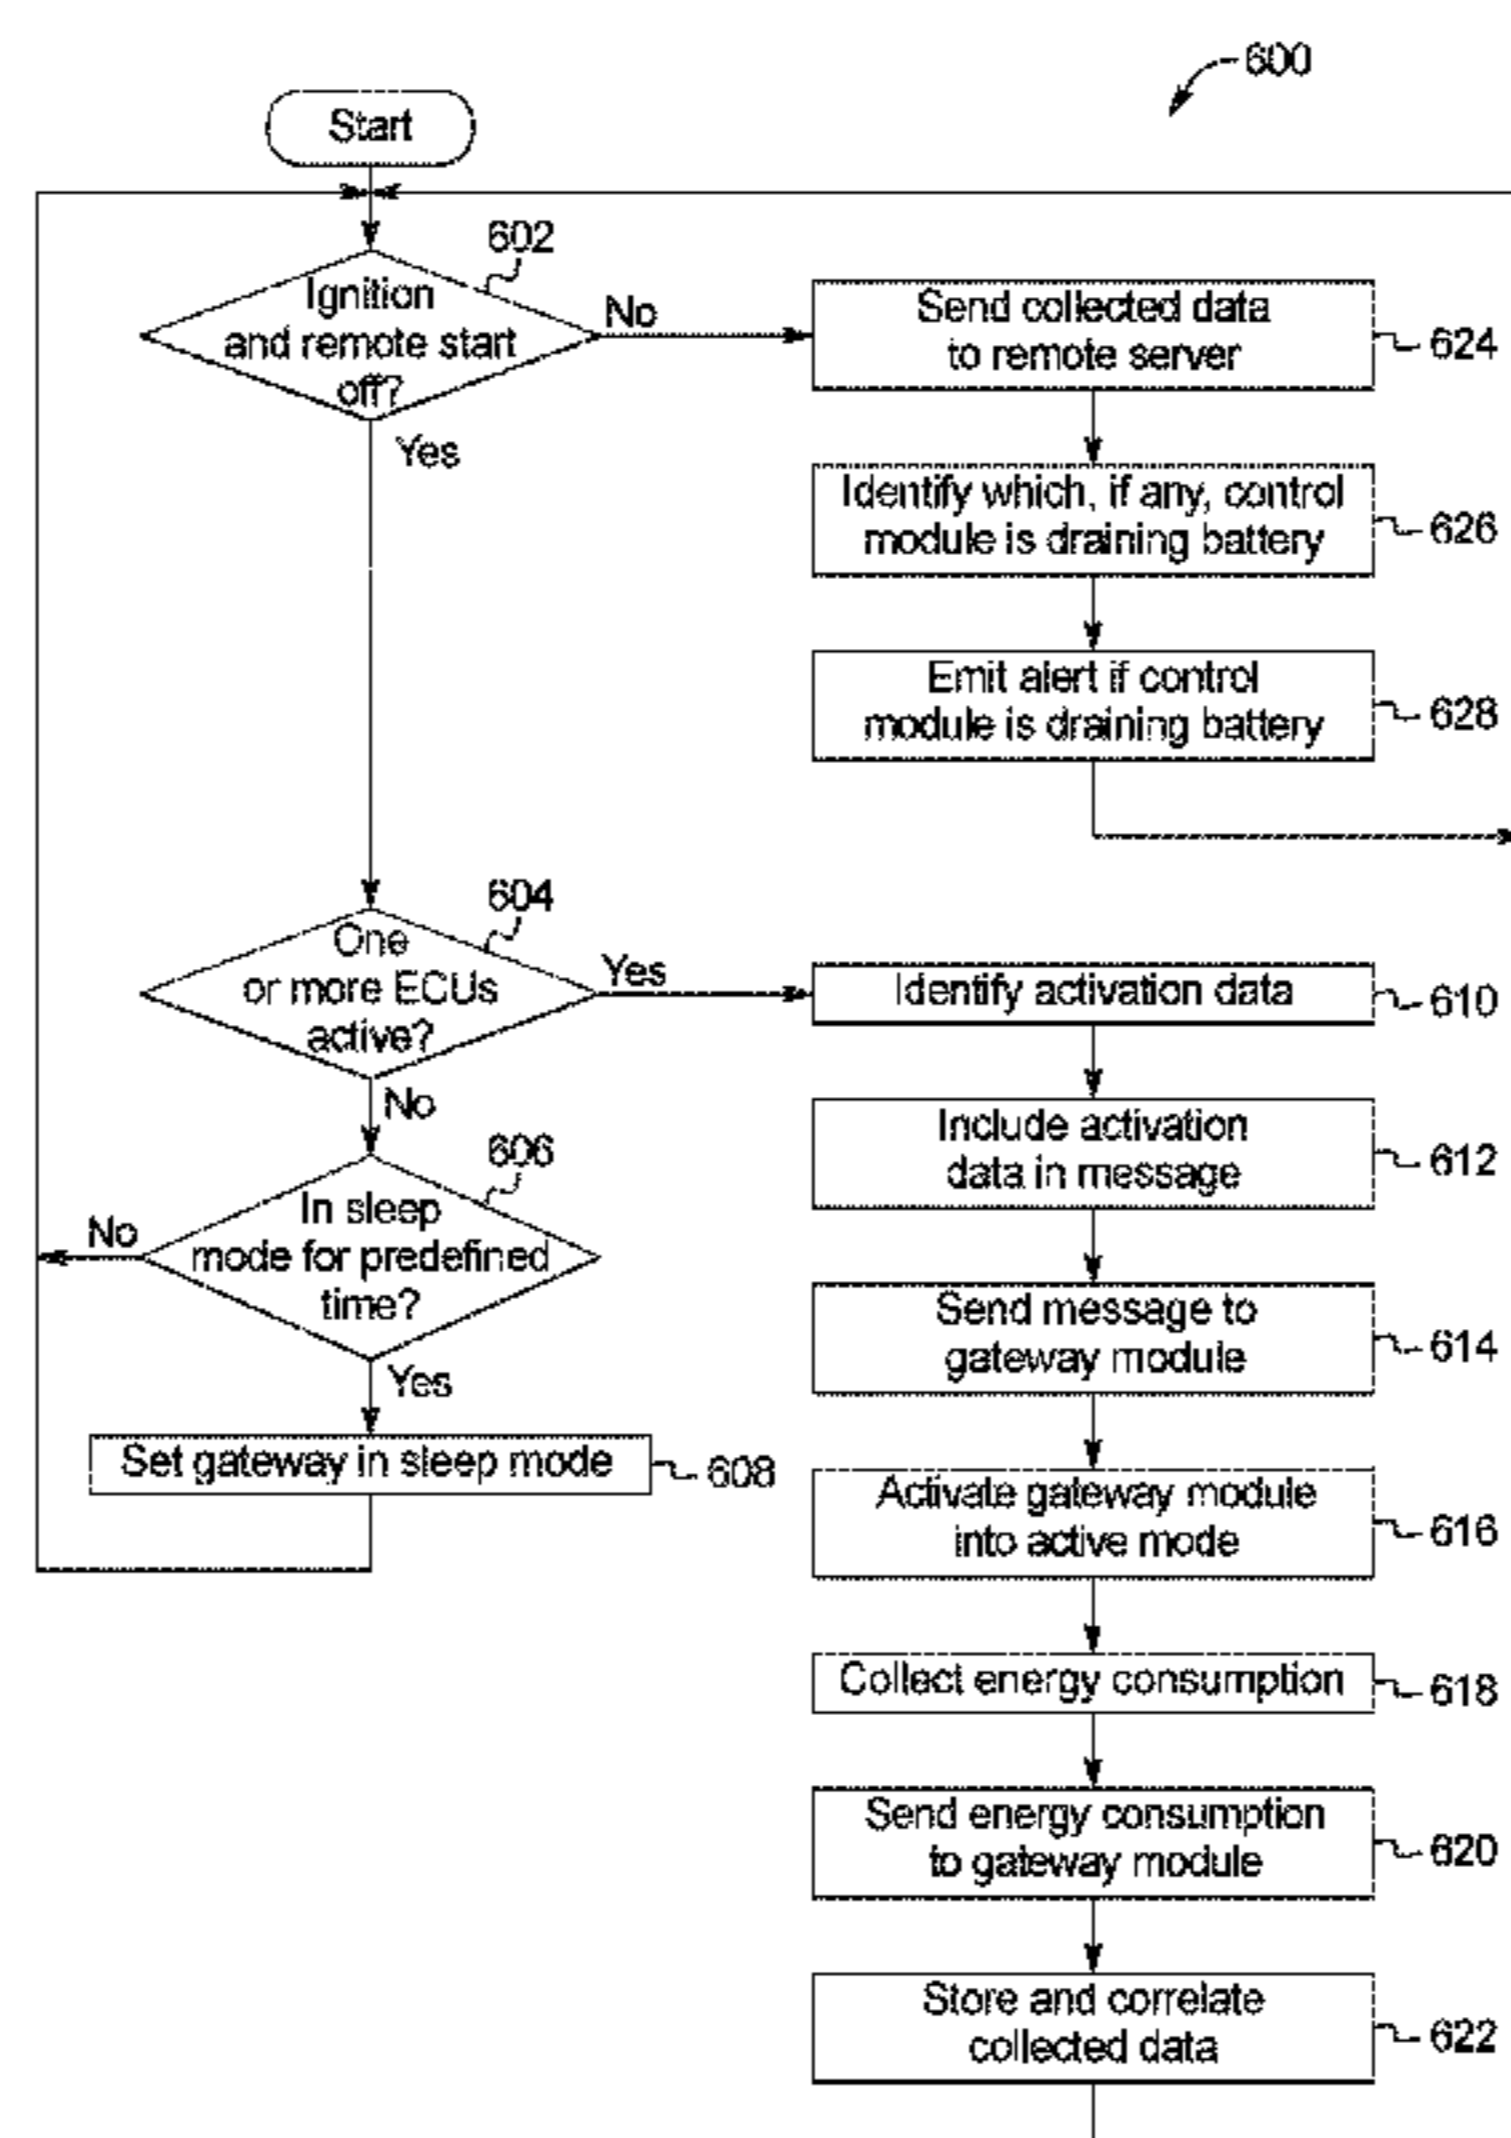 600
Start
602
Ignition
and remote start
off?
No
Yes
Send collected data
to remote server
624
Identify which, if any, control
module is draining battery
626
Emit alert if control
module is draining battery
628
604
One
or more ECUs
active?
Yes
No
606
In sleep
mode for predefined
time?
No
Yes
Set gateway in sleep mode
608
Identify activation data
610
Include activation
data in message
612
Send message to
gateway module
614
Activate gateway module
into active mode
616
Collect energy consumption
618
Send energy consumption
to gateway module
620
Store and correlate
collected data
622